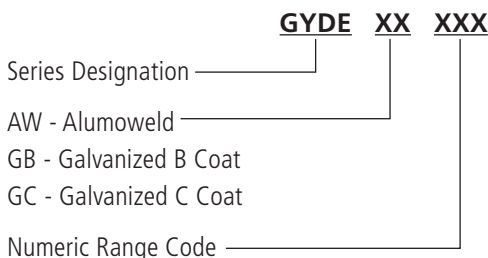 GYDE XX XXX
Series Designation
AW - Alumoweld
GB - Galvanized B Coat
GC - Galvanized C Coat
Numeric Range Code